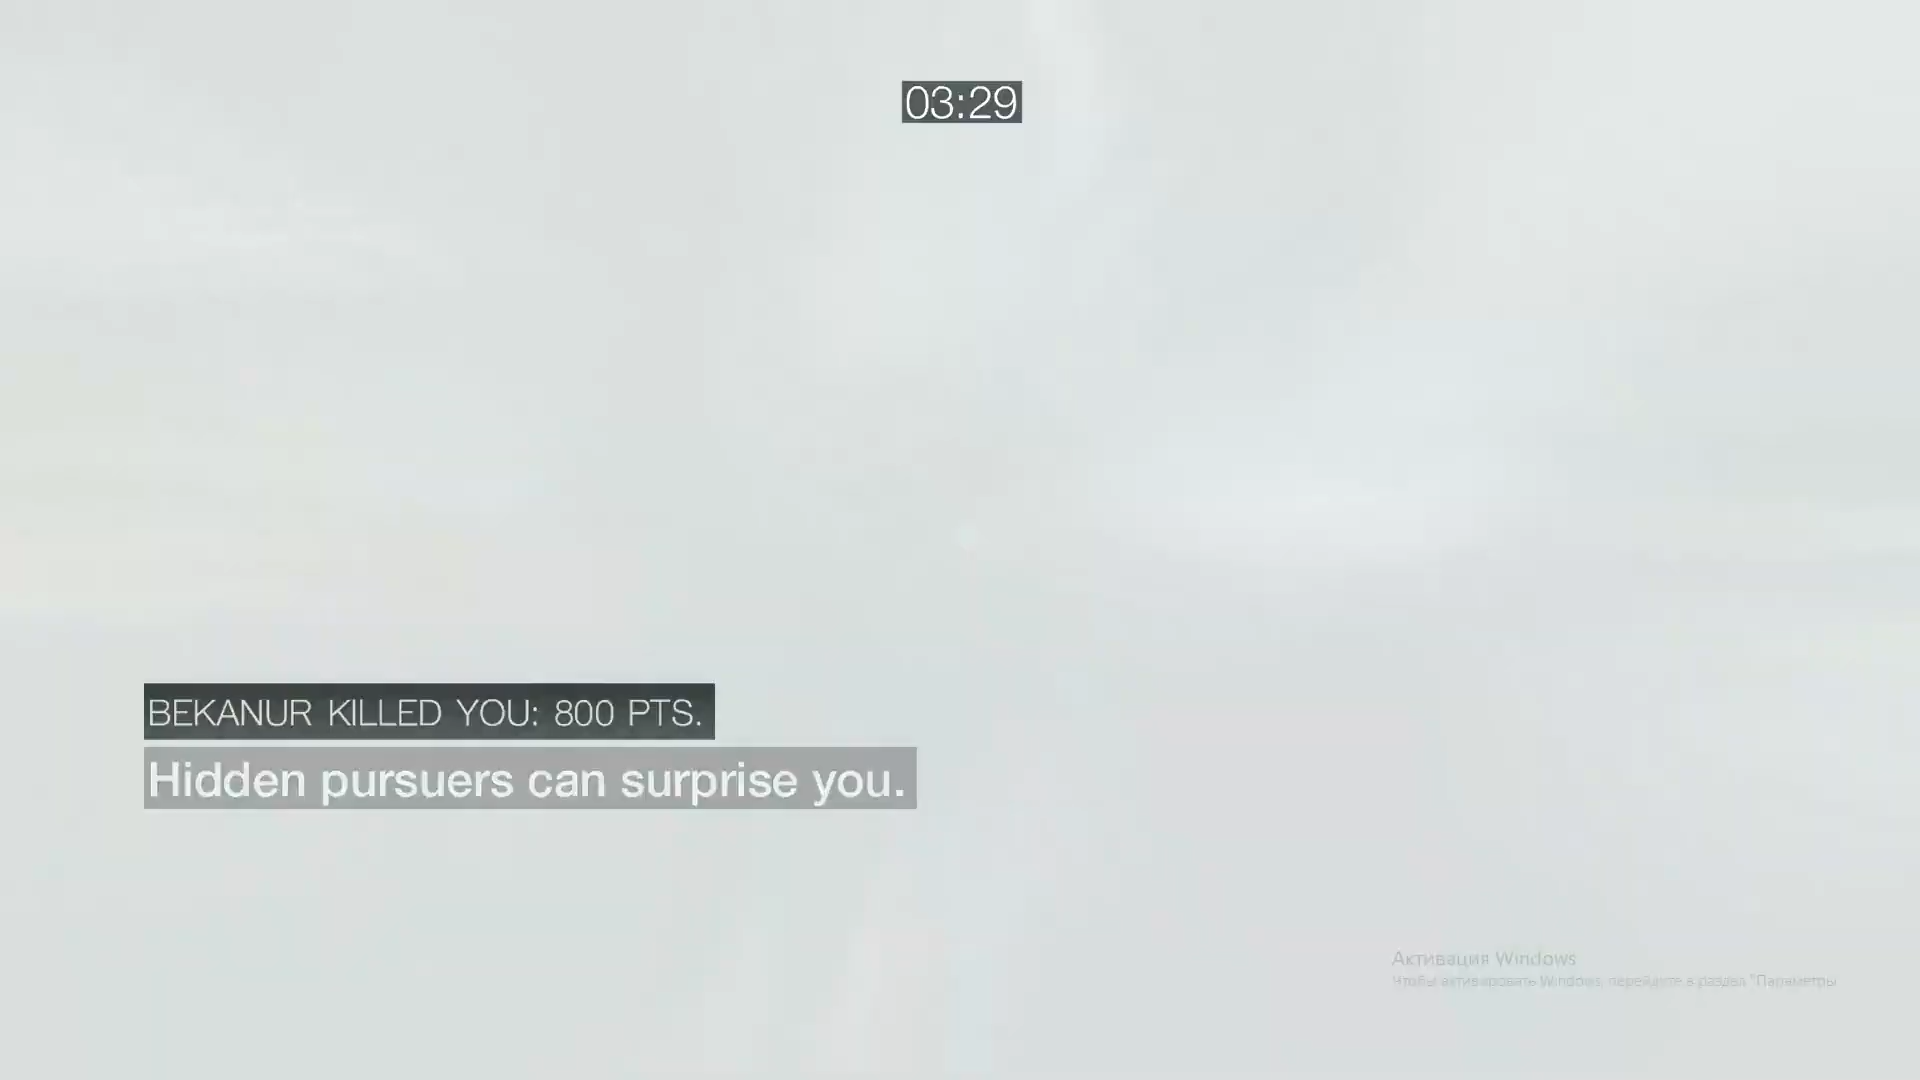 03:29
BEKANUR KILLED YOU: 800 PTS.
Hidden pursuers can surprise you.
Активация Windows
Чтобы активировать Windows, перейдите в раздел "Параметры